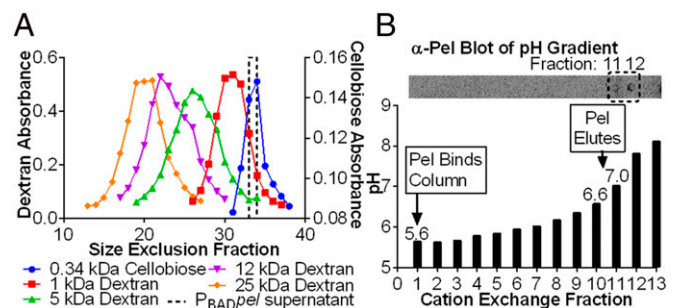 A
Dextran Absorbance
0.6
0.4
0.2
0.0
Cellobiose Absorbance
0.16
0.14
0.12
0.10
0.08
10 20 30 40
Size Exclusion Fraction
0.34 kDa Cellobiose
1 kDa Dextran
5 kDa Dextran
12 kDa Dextran
25 kDa Dextran
PBADpel supernatant
B
α-Pel Blot of pH Gradient
Fraction: 11 12
pH
9
8
7
6
5
Pel Binds
Column
Pel
Elutes
5.6
6.6
7.0
0 1 2 3 4 5 6 7 8 9 10 11 12 13
Cation Exchange Fraction